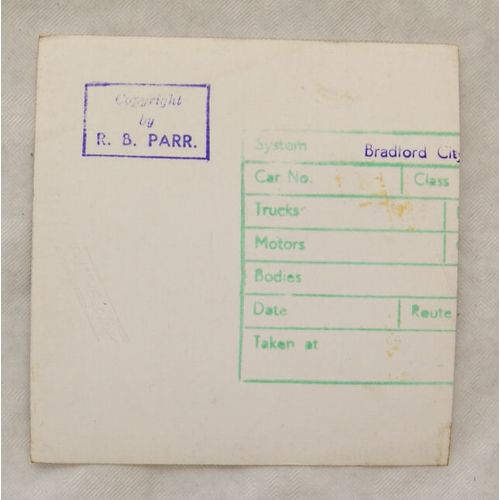 Copyright
by
R. B. PARR.
System Bradford City
Car No. Class
Trucks
Motors
Bodies
Date Route
Taken at